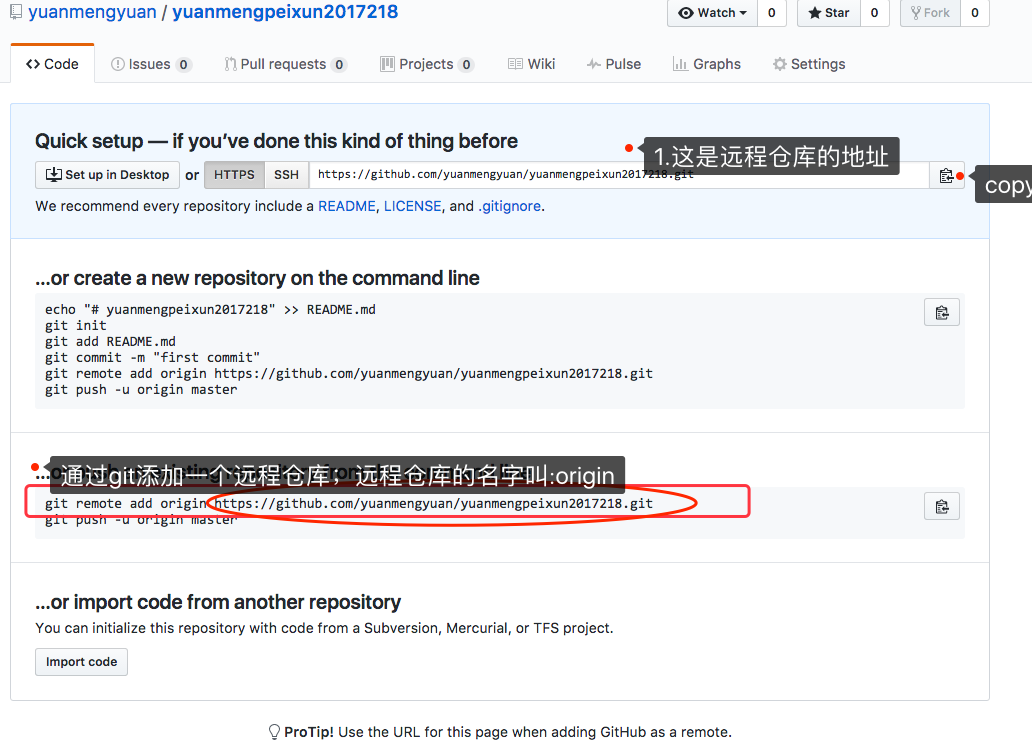 yuanmengyuan / yuanmengpeixun2017218
Watch 0 Star 0 Fork 0
Code Issues 0 Pull requests 0 Projects 0 Wiki Pulse Graphs Settings
Quick setup — if you’ve done this kind of thing before
1.这是远程仓库的地址
Set up in Desktop or HTTPS SSH https://github.com/yuanmengyuan/yuanmengpeixun2017218.git
copy
We recommend every repository include a README, LICENSE, and .gitignore.
…or create a new repository on the command line
echo "# yuanmengpeixun2017218" >> README.md
git init
git add README.md
git commit -m "first commit"
git remote add origin https://github.com/yuanmengyuan/yuanmengpeixun2017218.git
git push -u origin master
通过git添加一个远程仓库；远程仓库的名字叫:origin
git remote add origin https://github.com/yuanmengyuan/yuanmengpeixun2017218.git
git push -u origin master
…or import code from another repository
You can initialize this repository with code from a Subversion, Mercurial, or TFS project.
Import code
ProTip! Use the URL for this page when adding GitHub as a remote.